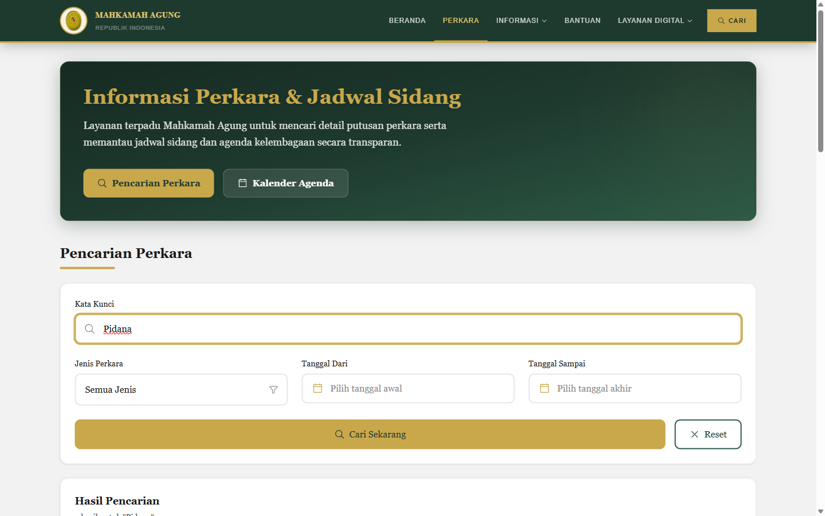 MAHKAMAH AGUNG
REPUBLIK INDONESIA
BERANDA
PERKARA
INFORMASI
BANTUAN
LAYANAN DIGITAL
CARI
Informasi Perkara & Jadwal Sidang
Layanan terpadu Mahkamah Agung untuk mencari detail putusan perkara serta
memantau jadwal sidang dan agenda kelembagaan secara transparan.
Pencarian Perkara
Kalender Agenda
Pencarian Perkara
Kata Kunci
Pidana
Jenis Perkara
Tanggal Dari
Tanggal Sampai
Semua Jenis
Pilih tanggal awal
Pilih tanggal akhir
Cari Sekarang
Reset
Hasil Pencarian